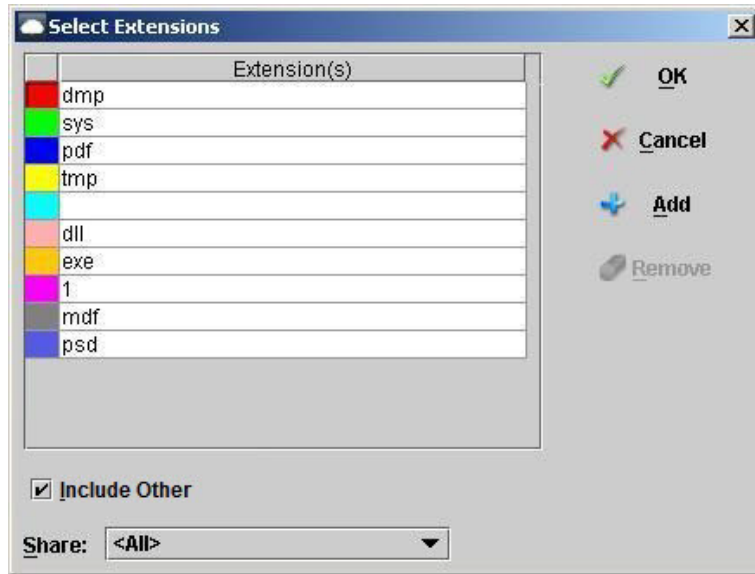 Select Extensions
Extension(s)
dmp
sys
pdf
tmp
dll
exe
1
mdf
psd
OK
Cancel
Add
Remove
Include Other
Share: <All>